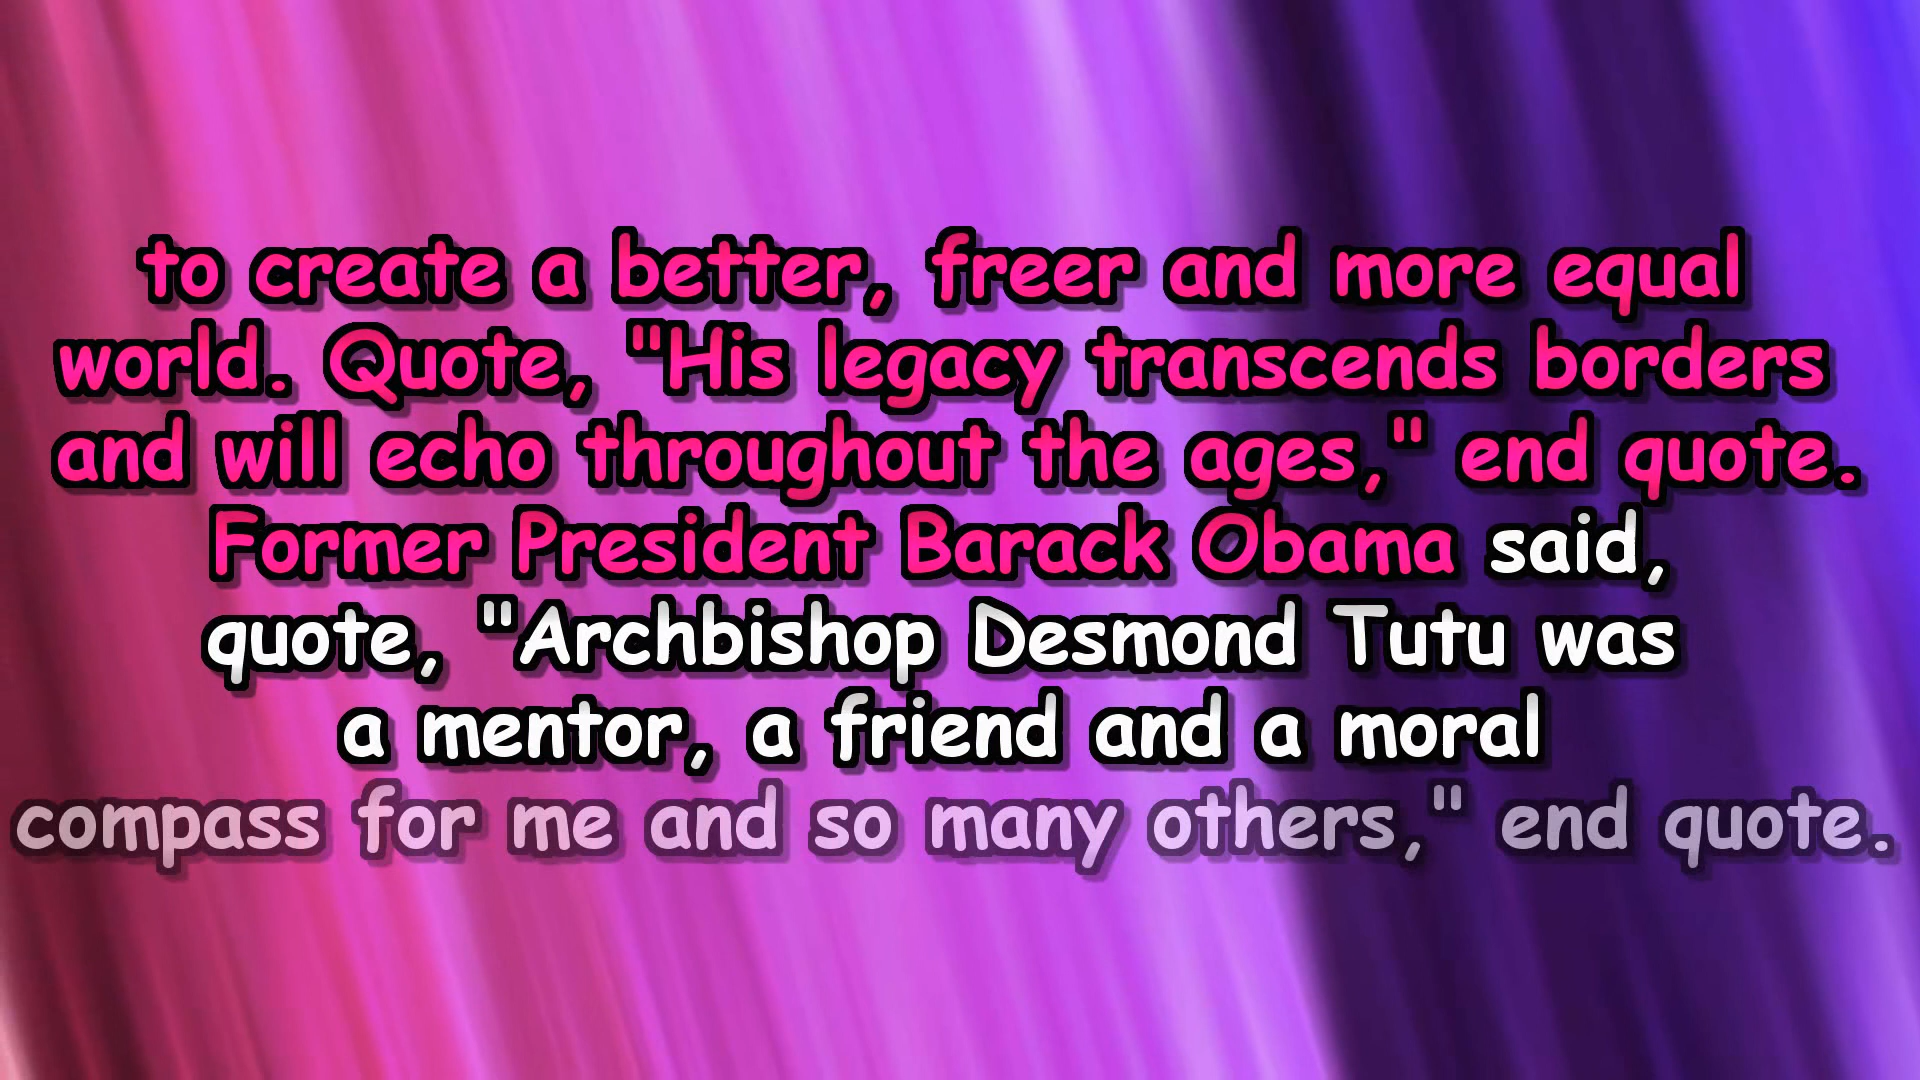 to create a better, freer and more equal
world. Quote, "His legacy transcends borders
and will echo throughout the ages," end quote.
Former President Barack Obama said,
quote, "Archbishop Desmond Tutu was
a mentor, a friend and a moral
compass for me and so many others," end quote.